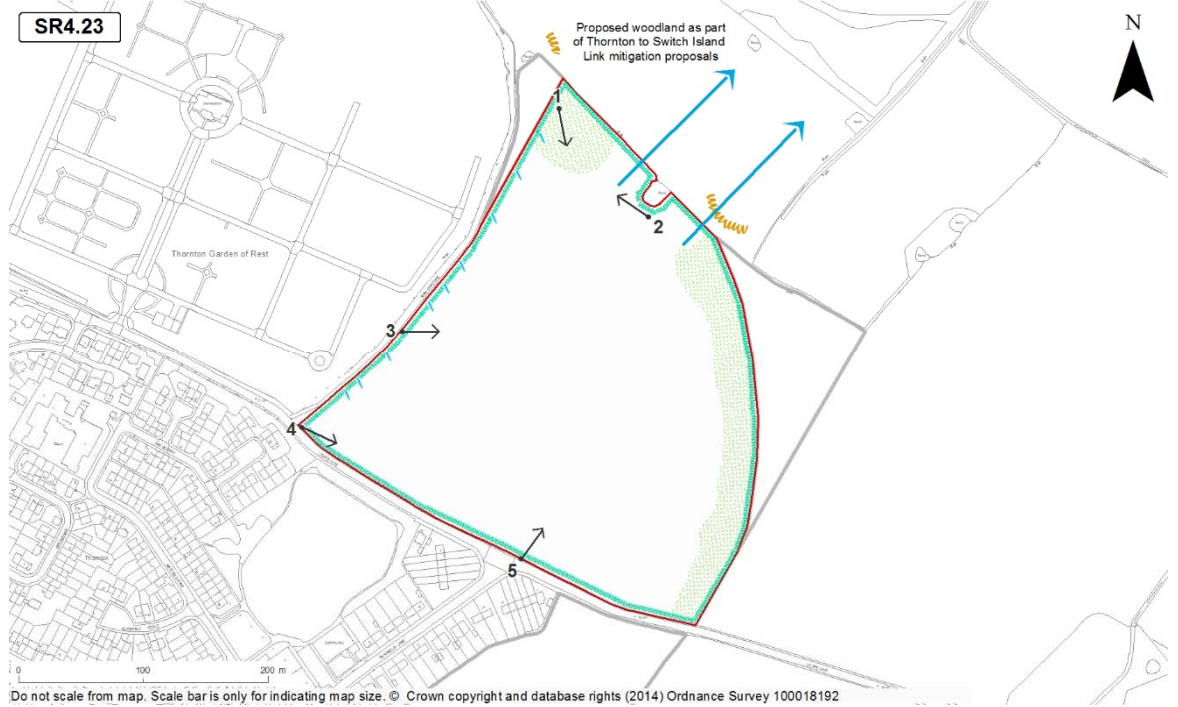 SR4.23
Proposed woodland as part
of Thornton to Switch Island
Link mitigation proposals
N
1
2
Thornton Garden of Rest
3
4
Thornton
5
0 100 200 m
Do not scale from map. Scale bar is only for indicating map size. © Crown copyright and database rights (2014) Ordnance Survey 100018192